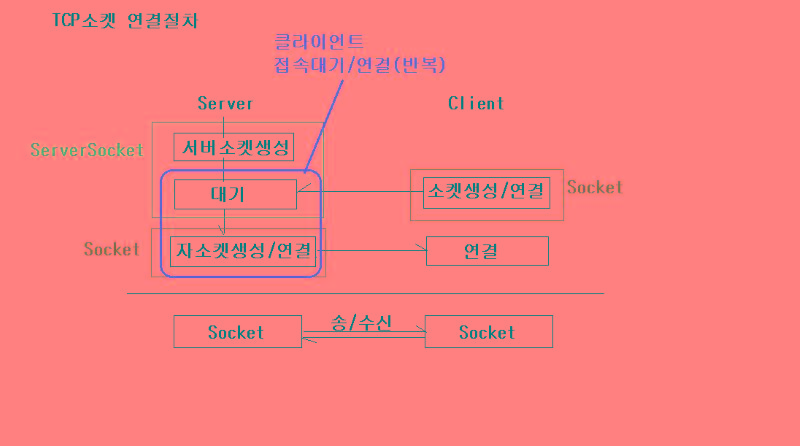 TCP소켓 연결절차
클라이언트
접속대기/연결(반복)
Server
Client
ServerSocket
서버소켓생성
대기
소켓생성/연결
Socket
Socket
자소켓생성/연결
연결
송/수신
Socket
Socket